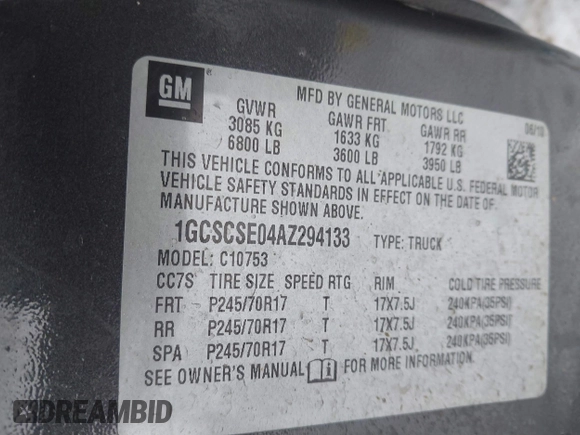 GM
®
MFD BY GENERAL MOTORS LLC
06/10
GVWR GAWR FRT GAWR RR
3085 KG 1633 KG 1792 KG
6800 LB 3600 LB 3950 LB
THIS VEHICLE CONFORMS TO ALL APPLICABLE U.S. FEDERAL MOTOR
VEHICLE SAFETY STANDARDS IN EFFECT ON THE DATE OF
MANUFACTURE SHOWN ABOVE.
1GCSCSE04AZ294133 TYPE: TRUCK
MODEL: C10753
CC7S TIRE SIZE SPEED RTG RIM COLD TIRE PRESSURE
FRT P245/70R17 T 17X7.5J 240KPA(35PSI)
RR P245/70R17 T 17X7.5J 240KPA(35PSI)
SPA P245/70R17 T 17X7.5J 240KPA(35PSI)
SEE OWNER'S MANUAL FOR MORE INFORMATION.
DREAMBID